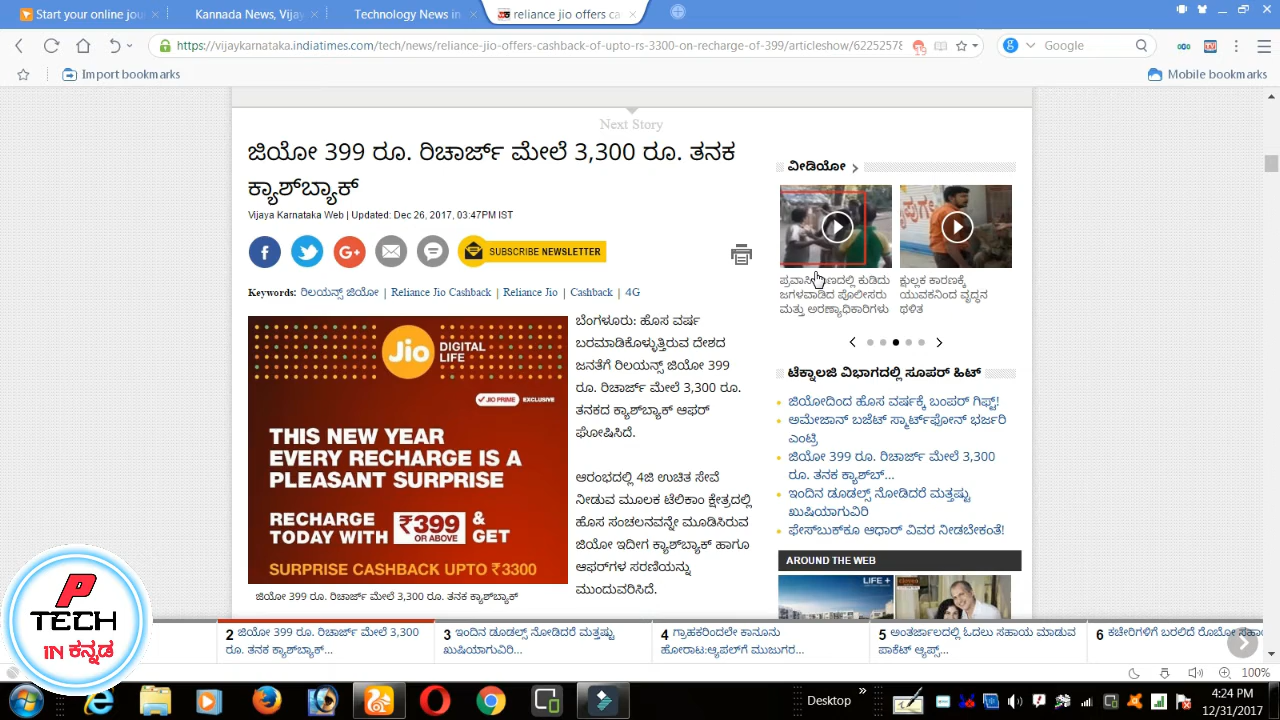 Start your online jour
Kannada News, Vijay
Technology News in
reliance jio offers ca
https://vijaykarnataka.indiatimes.com/tech/news/reliance-jio-offers-cashback-of-upto-rs-3300-on-recharge-of-399/articleshow/62252578
Google
Import bookmarks
Mobile bookmarks
Next Story
ಜಿಯೋ 399 ರೂ. ರಿಚಾರ್ಜ್ ಮೇಲೆ 3,300 ರೂ. ತನಕ
ಕ್ಯಾಶ್‌ಬ್ಯಾಕ್
Vijaya Karnataka Web | Updated: Dec 26, 2017, 03:47PM IST
SUBSCRIBE NEWSLETTER
Keywords: ರಿಲಯನ್ಸ್ ಜಿಯೋ | Reliance Jio Cashback | Reliance Jio | Cashback | 4G
Jio DIGITAL
LIFE
JIO PRIME EXCLUSIVE
THIS NEW YEAR
EVERY RECHARGE IS A
PLEASANT SURPRISE
RECHARGE
TODAY WITH ₹399 OR ABOVE & GET
SURPRISE CASHBACK UPTO ₹3300
ಜಿಯೋ 399 ರೂ. ರಿಚಾರ್ಜ್ ಮೇಲೆ 3,300 ರೂ. ತನಕ ಕ್ಯಾಶ್‌ಬ್ಯಾಕ್
ಬೆಂಗಳೂರು: ಹೊಸ ವರ್ಷ
ಬರಮಾಡಿಕೊಳ್ಳುತ್ತಿರುವ ದೇಶದ
ಜನತೆಗೆ ರಿಲಯನ್ಸ್ ಜಿಯೋ 399
ರೂ. ರಿಚಾರ್ಜ್ ಮೇಲೆ 3,300 ರೂ.
ತನಕದ ಕ್ಯಾಶ್‌ಬ್ಯಾಕ್ ಆಫರ್
ಘೋಷಿಸಿದೆ.
ಆರಂಭದಲ್ಲಿ 4ಜಿ ಉಚಿತ ಸೇವೆ
ನೀಡುವ ಮೂಲಕ ಟೆಲಿಕಾಂ ಕ್ಷೇತ್ರದಲ್ಲಿ
ಹೊಸ ಸಂಚಲನವನ್ನೇ ಮೂಡಿಸಿರುವ
ಜಿಯೋ ಇದೀಗ ಕ್ಯಾಶ್‌ಬ್ಯಾಕ್ ಹಾಗೂ
ಆಫರ್‌ಗಳ ಸರಣಿಯನ್ನು
ಮುಂದುವರಿಸಿದೆ.
ವೀಡಿಯೋ
ಕುಡಿದು
ಜಗಳವಾಡಿದ ಪೊಲೀಸರು
ಮತ್ತು ಅರಣ್ಯಾಧಿಕಾರಿಗಳು
ಕ್ಷುಲ್ಲಕ ಕಾರಣಕ್ಕೆ
ಯುವಕನಿಂದ ವೃದ್ಧನ
ಥಳಿತ
ಟೆಕ್ನಾಲಜಿ ವಿಭಾಗದಲ್ಲಿ ಸೂಪರ್ ಹಿಟ್
ಜಿಯೋದಿಂದ ಹೊಸ ವರ್ಷಕ್ಕೆ ಬಂಪರ್ ಗಿಫ್ಟ್!
ಅಮೇಜಾನ್ ಬಜೆಟ್ ಸ್ಮಾರ್ಟ್‌ಫೋನ್ ಭರ್ಜರಿ
ಎಂಟ್ರಿ
ಜಿಯೋ 399 ರೂ. ರಿಚಾರ್ಜ್ ಮೇಲೆ 3,300
ರೂ. ತನಕ ಕ್ಯಾಶ್‌ಬ್...
ಇಂದಿನ ಡೂಡಲ್ಸ್ ನೋಡಿದರೆ ಮತ್ತಷ್ಟು
ಖುಷಿಯಾಗುವಿರಿ
ಫೇಸ್‌ಬುಕ್‌ಕೂ ಆಧಾರ್ ವಿವರ ನೀಡಬೇಕಂತೆ!
AROUND THE WEB
LIFE+
2 ಜಿಯೋ 399 ರೂ. ರಿಚಾರ್ಜ್ ಮೇಲೆ 3,300
ರೂ. ತನಕ ಕ್ಯಾಶ್‌ಬ್ಯಾಕ್...
3 ಇಂದಿನ ಡೂಡಲ್ಸ್ ನೋಡಿದರೆ ಮತ್ತಷ್ಟು
ಖುಷಿಯಾಗುವಿರಿ...
4 ಗ್ರಾಹಕರಿಂದಲೇ ಕಾನೂನು
ಹೋರಾಟ:ಆ್ಯಪಲ್‌ಗೆ ಮುಜುಗರ...
5 ಅಂತರ್ಜಾಲದಲ್ಲಿ ಓದಲು ಸಹಾಯ ಮಾಡುವ
ಪಾಕೆಟ್ ಆ್ಯಪ್ಸ್...
6 ಕಚೇರಿಗಳಿಗೆ ಬರಲಿದೆ ರೊಬೋ
P
TECH
IN ಕನ್ನಡ
100%
Desktop
4:24 PM
12/31/2017